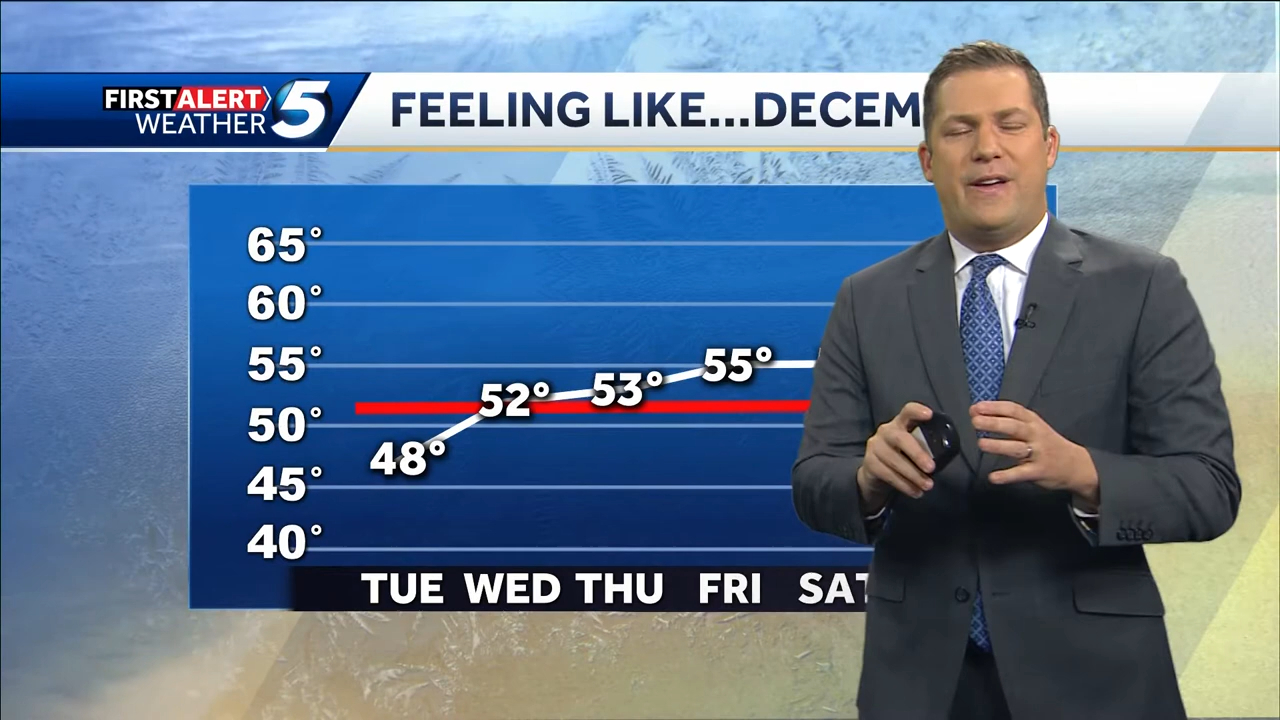 FIRST ALERT
WEATHER 5
FEELING LIKE...DECEM
65°
60°
55°
50°
45°
40°
48°
52°
53°
55°
TUE WED THU FRI SAT